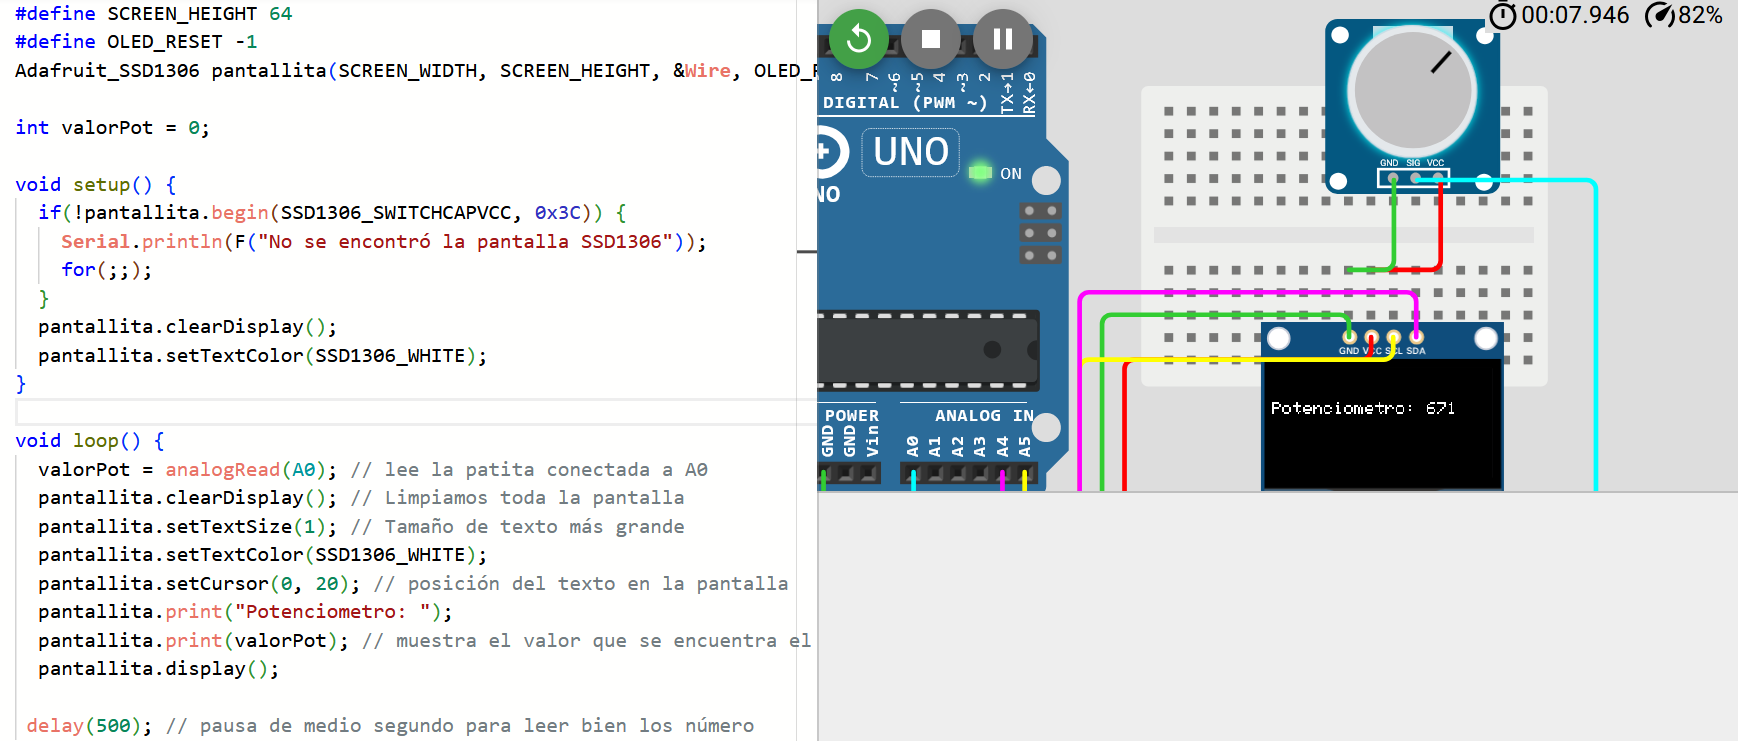 #define SCREEN_HEIGHT 64
#define OLED_RESET -1
Adafruit_SSD1306 pantallita(SCREEN_WIDTH, SCREEN_HEIGHT, &Wire, OLED_
int valorPot = 0;
void setup() {
if(!pantallita.begin(SSD1306_SWITCHCAPVCC, 0x3C)) {
Serial.println(F("No se encontró la pantalla SSD1306"));
for(;;);
}
pantallita.clearDisplay();
pantallita.setTextColor(SSD1306_WHITE);
}
void loop() {
valorPot = analogRead(A0); // lee la patita conectada a A0
pantallita.clearDisplay(); // Limpiamos toda la pantalla
pantallita.setTextSize(1); // Tamaño de texto más grande
pantallita.setTextColor(SSD1306_WHITE);
pantallita.setCursor(0, 20); // posición del texto en la pantalla
pantallita.print("Potenciometro: ");
pantallita.print(valorPot); // muestra el valor que se encuentra el
pantallita.display();
delay(500); // pausa de medio segundo para leer bien los número
00:07.946 82%
8 7 ~6 ~5 4 ~3 2 TX→1 RX←0
DIGITAL (PWM ~)
UNO
ON
NO
POWER
ANALOG IN
GND GND Vin A0 A1 A2 A3 A4 A5
GND SIG VCC
GND VCC SCL SDA
Potenciometro: 671